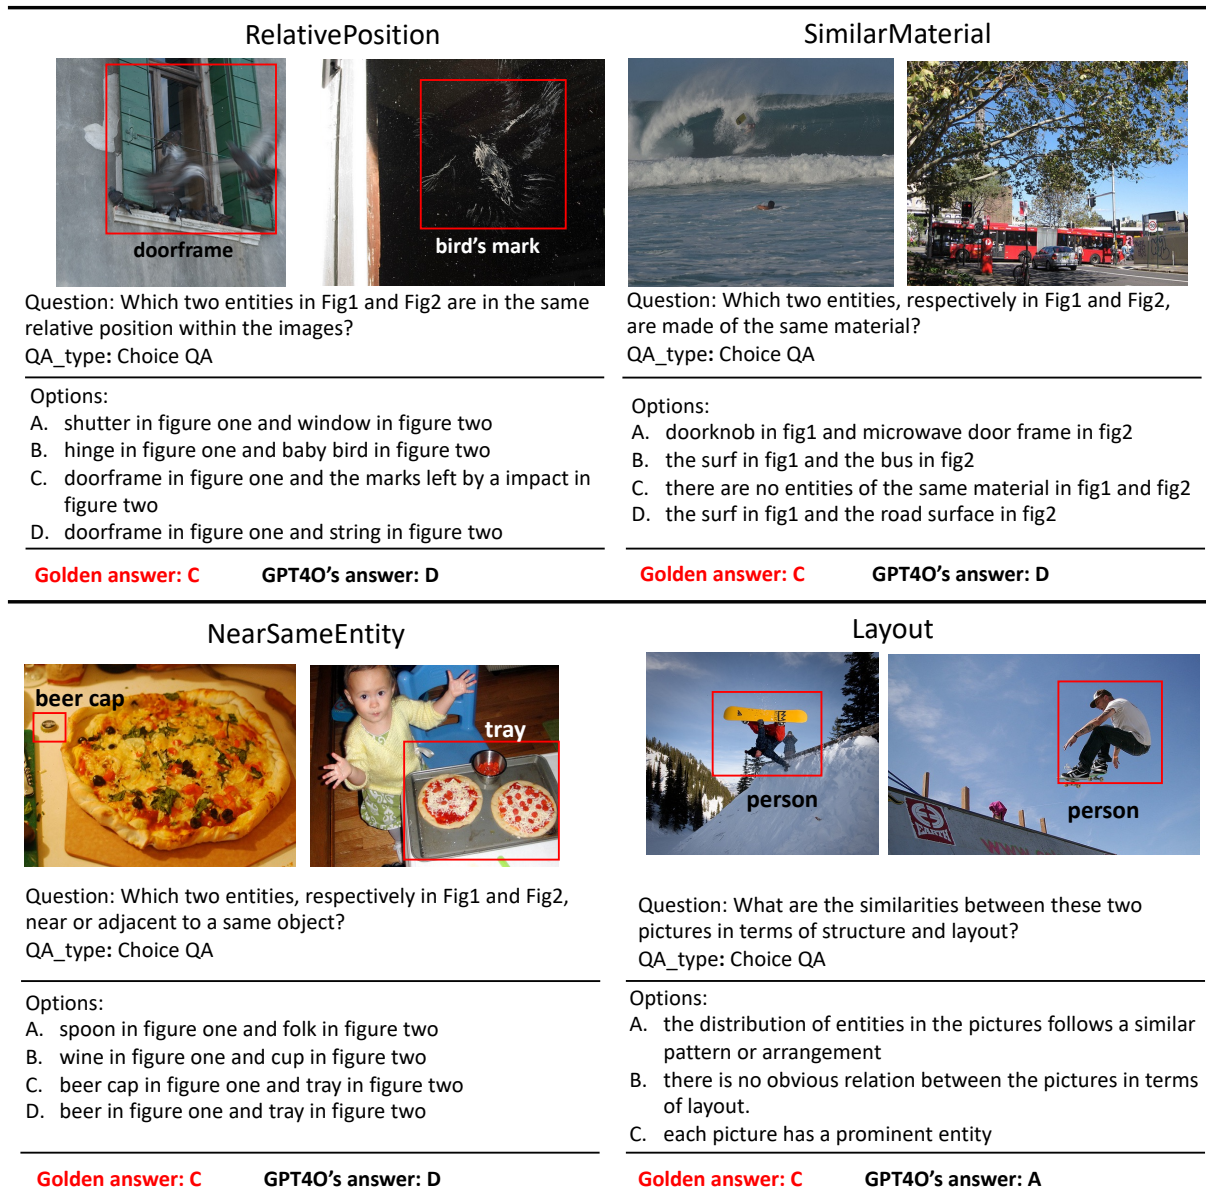 RelativePosition
doorframe
bird's mark
Question: Which two entities in Fig1 and Fig2 are in the same
relative position within the images?
QA_type: Choice QA
Options:
A. shutter in figure one and window in figure two
B. hinge in figure one and baby bird in figure two
C. doorframe in figure one and the marks left by a impact in
figure two
D. doorframe in figure one and string in figure two
Golden answer: C GPT4O's answer: D
SimilarMaterial
Question: Which two entities, respectively in Fig1 and Fig2,
are made of the same material?
QA_type: Choice QA
Options:
A. doorknob in fig1 and microwave door frame in fig2
B. the surf in fig1 and the bus in fig2
C. there are no entities of the same material in fig1 and fig2
D. the surf in fig1 and the road surface in fig2
Golden answer: C GPT4O's answer: D
NearSameEntity
beer cap
tray
Question: Which two entities, respectively in Fig1 and Fig2,
near or adjacent to a same object?
QA_type: Choice QA
Options:
A. spoon in figure one and folk in figure two
B. wine in figure one and cup in figure two
C. beer cap in figure one and tray in figure two
D. beer in figure one and tray in figure two
Golden answer: C GPT4O's answer: D
Layout
person
person
EARTH
Question: What are the similarities between these two
pictures in terms of structure and layout?
QA_type: Choice QA
Options:
A. the distribution of entities in the pictures follows a similar
pattern or arrangement
B. there is no obvious relation between the pictures in terms
of layout.
C. each picture has a prominent entity
Golden answer: C GPT4O's answer: A